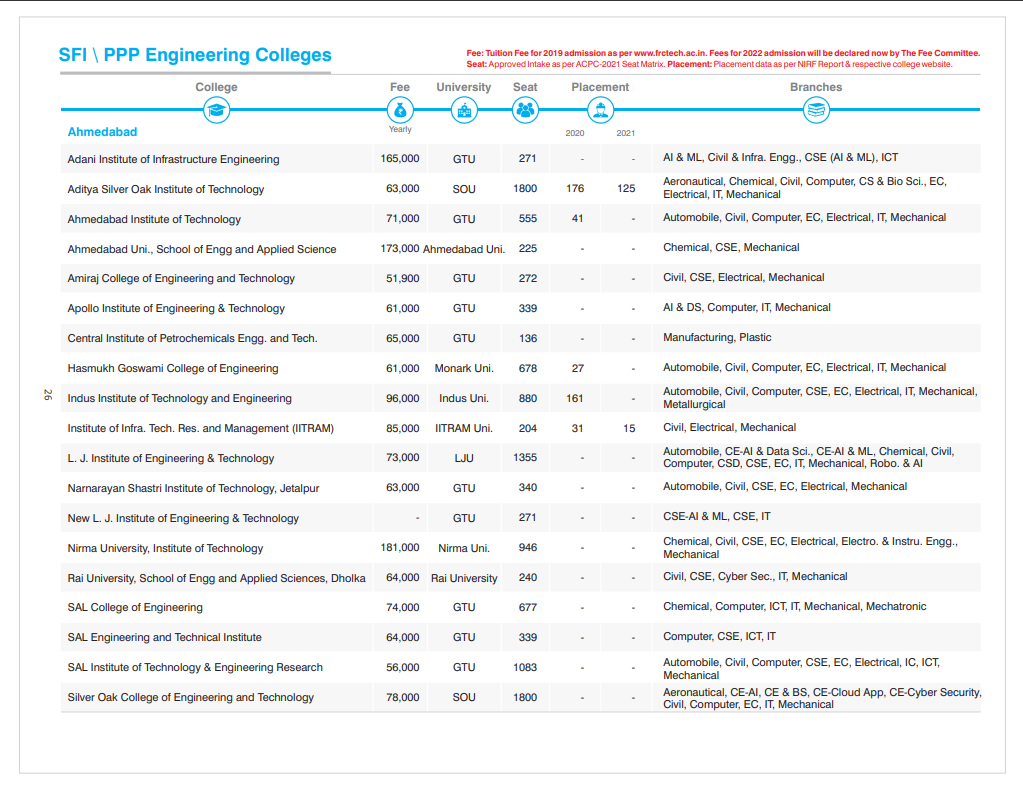 SFI \ PPP Engineering Colleges
Fee: Tuition Fee for 2019 admission as per www.frctech.ac.in. Fees for 2022 admission will be declared now by The Fee Committee.
Seat: Approved Intake as per ACPC-2021 Seat Matrix. Placement: Placement data as per NIRF Report & respective college website.
College Fee University Seat Placement Branches
Ahmedabad Yearly 2020 2021
Adani Institute of Infrastructure Engineering 165,000 GTU 271 - - AI & ML, Civil & Infra. Engg., CSE (AI & ML), ICT
Aditya Silver Oak Institute of Technology 63,000 SOU 1800 176 125 Aeronautical, Chemical, Civil, Computer, CS & Bio Sci., EC,
Electrical, IT, Mechanical
Ahmedabad Institute of Technology 71,000 GTU 555 41 - Automobile, Civil, Computer, EC, Electrical, IT, Mechanical
Ahmedabad Uni., School of Engg and Applied Science 173,000 Ahmedabad Uni. 225 - - Chemical, CSE, Mechanical
Amiraj College of Engineering and Technology 51,900 GTU 272 - - Civil, CSE, Electrical, Mechanical
Apollo Institute of Engineering & Technology 61,000 GTU 339 - - AI & DS, Computer, IT, Mechanical
Central Institute of Petrochemicals Engg. and Tech. 65,000 GTU 136 - - Manufacturing, Plastic
Hasmukh Goswami College of Engineering 61,000 Monark Uni. 678 27 - Automobile, Civil, Computer, EC, Electrical, IT, Mechanical
26
Indus Institute of Technology and Engineering 96,000 Indus Uni. 880 161 - Automobile, Civil, Computer, CSE, EC, Electrical, IT, Mechanical,
Metallurgical
Institute of Infra. Tech. Res. and Management (IITRAM) 85,000 IITRAM Uni. 204 31 15 Civil, Electrical, Mechanical
L. J. Institute of Engineering & Technology 73,000 LJU 1355 - - Automobile, CE-AI & Data Sci., CE-AI & ML, Chemical, Civil,
Computer, CSD, CSE, EC, IT, Mechanical, Robo. & AI
Narnarayan Shastri Institute of Technology, Jetalpur 63,000 GTU 340 - - Automobile, Civil, CSE, EC, Electrical, Mechanical
New L. J. Institute of Engineering & Technology - GTU 271 - - CSE-AI & ML, CSE, IT
Nirma University, Institute of Technology 181,000 Nirma Uni. 946 - - Chemical, Civil, CSE, EC, Electrical, Electro. & Instru. Engg.,
Mechanical
Rai University, School of Engg and Applied Sciences, Dholka 64,000 Rai University 240 - - Civil, CSE, Cyber Sec., IT, Mechanical
SAL College of Engineering 74,000 GTU 677 - - Chemical, Computer, ICT, IT, Mechanical, Mechatronic
SAL Engineering and Technical Institute 64,000 GTU 339 - - Computer, CSE, ICT, IT
SAL Institute of Technology & Engineering Research 56,000 GTU 1083 - - Automobile, Civil, Computer, CSE, EC, Electrical, IC, ICT,
Mechanical
Silver Oak College of Engineering and Technology 78,000 SOU 1800 - - Aeronautical, CE-AI, CE & BS, CE-Cloud App, CE-Cyber Security,
Civil, Computer, EC, IT, Mechanical